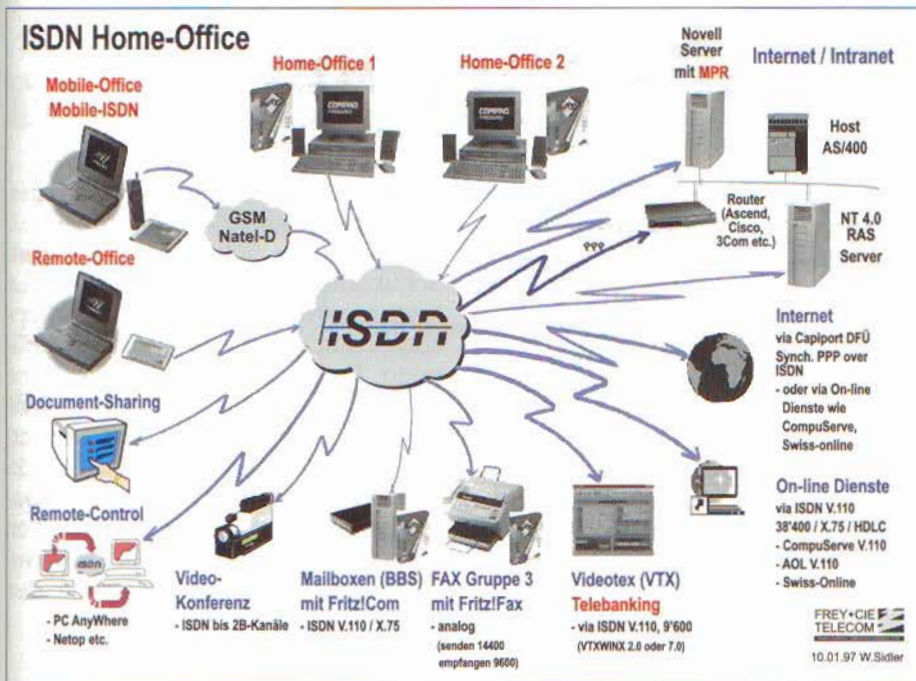 ISDN Home-Office
Mobile-Office
Mobile-ISDN
Home-Office 1
Home-Office 2
Novell
Server
mit MPR
Internet / Intranet
COMPAQ
COMPAQ
Host
AS/400
GSM
Natel-D
Router
(Ascend,
Cisco,
3Com etc.)
NT 4.0
RAS
Server
???
Remote-Office
ISDN
Internet
via Capiport DFÜ
Synch. PPP over
ISDN
- oder via On-line
Dienste wie
CompuServe,
Swiss-online
Document-Sharing
Remote-Control
ISDN
- PC AnyWhere
- Netop etc.
Video-
Konferenz
- ISDN bis 2B-Kanäle
Mailboxen (BBS)
mit Fritz!Com
- ISDN V.110 / X.75
FAX Gruppe 3
mit Fritz!Fax
- analog
(senden 14400
empfangen 9600)
Videotex (VTX)
Telebanking
- via ISDN V.110, 9'600
(VTXWINX 2.0 oder 7.0)
On-line Dienste
via ISDN V.110
38'400 / X.75 / HDLC
- CompuServe V.110
- AOL V.110
- Swiss-Online
FREY+CIE
TELECOM
10.01.97 W.Sidler